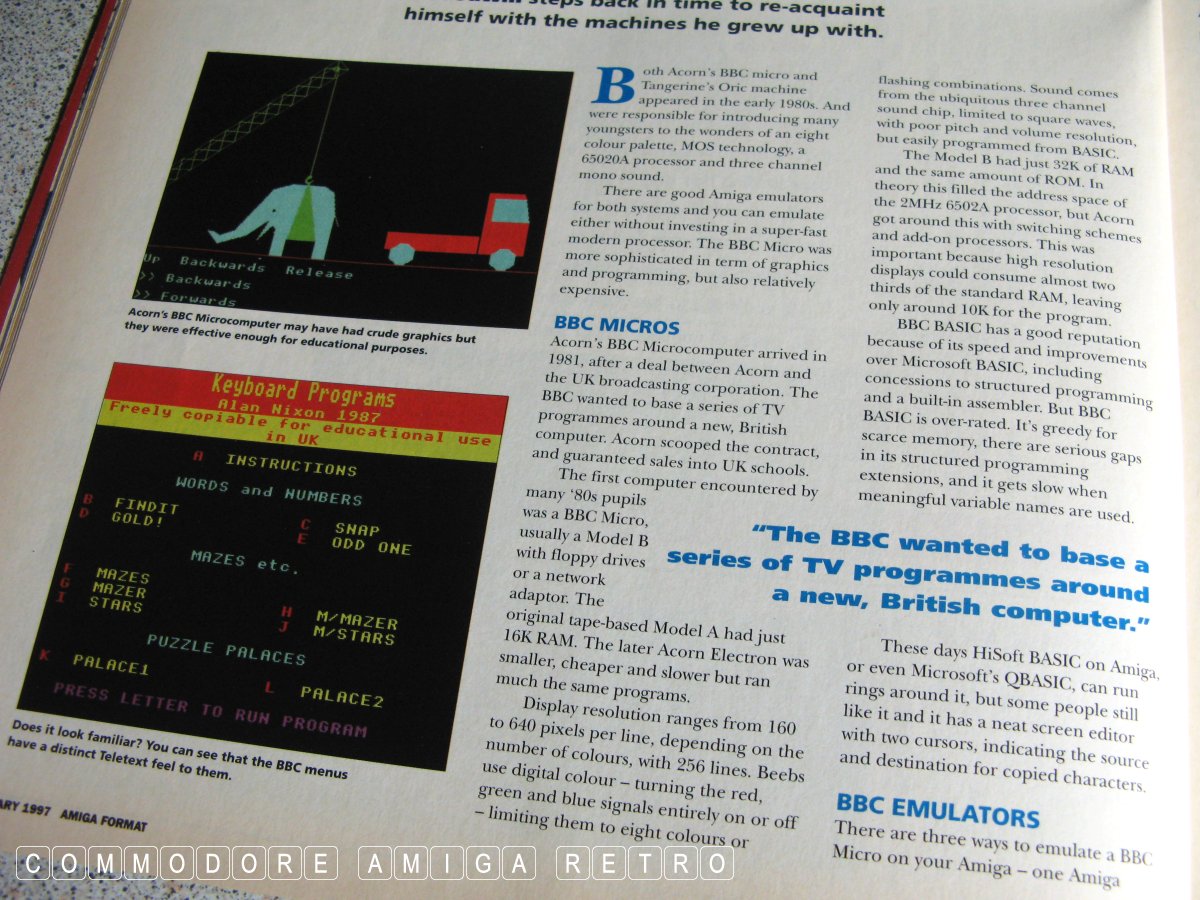 steps back in time to re-acquaint
himself with the machines he grew up with.
Up Backwards Release
>> Backwards
>> Forwards
Acorn's BBC Microcomputer may have had crude graphics but
they were effective enough for educational purposes.
Keyboard Programs
Alan Nixon 1987
Freely copiable for educational use
in UK
A INSTRUCTIONS
WORDS and NUMBERS
B FINDIT
D GOLD!
C SNAP
E ODD ONE
MAZES etc.
F MAZES
G MAZER
I STARS
H M/MAZER
J M/STARS
PUZZLE PALACES
K PALACE1
L PALACE2
PRESS LETTER TO RUN PROGRAM
Does it look familiar? You can see that the BBC menus
have a distinct Teletext feel to them.
ARY 1997 AMIGA FORMAT
Both Acorn's BBC micro and
Tangerine's Oric machine
appeared in the early 1980s. And
were responsible for introducing many
youngsters to the wonders of an eight
colour palette, MOS technology, a
65020A processor and three channel
mono sound.
There are good Amiga emulators
for both systems and you can emulate
either without investing in a super-fast
modern processor. The BBC Micro was
more sophisticated in term of graphics
and programming, but also relatively
expensive.
BBC MICROS
Acorn's BBC Microcomputer arrived in
1981, after a deal between Acorn and
the UK broadcasting corporation. The
BBC wanted to base a series of TV
programmes around a new, British
computer. Acorn scooped the contract,
and guaranteed sales into UK schools.
The first computer encountered by
many '80s pupils
was a BBC Micro,
usually a Model B
with floppy drives
or a network
adaptor. The
original tape-based Model A had just
16K RAM. The later Acorn Electron was
smaller, cheaper and slower but ran
much the same programs.
Display resolution ranges from 160
to 640 pixels per line, depending on the
number of colours, with 256 lines. Beebs
use digital colour – turning the red,
green and blue signals entirely on or off
– limiting them to eight colours or
flashing combinations. Sound comes
from the ubiquitous three channel
sound chip, limited to square waves,
with poor pitch and volume resolution,
but easily programmed from BASIC.
The Model B had just 32K of RAM
and the same amount of ROM. In
theory this filled the address space of
the 2MHz 6502A processor, but Acorn
got around this with switching schemes
and add-on processors. This was
important because high resolution
displays could consume almost two
thirds of the standard RAM, leaving
only around 10K for the program.
BBC BASIC has a good reputation
because of its speed and improvements
over Microsoft BASIC, including
concessions to structured programming
and a built-in assembler. But BBC
BASIC is over-rated. It's greedy for
scarce memory, there are serious gaps
in its structured programming
extensions, and it gets slow when
meaningful variable names are used.
"The BBC wanted to base a
series of TV programmes around
a new, British computer."
These days HiSoft BASIC on Amiga,
or even Microsoft's QBASIC, can run
rings around it, but some people still
like it and it has a neat screen editor
with two cursors, indicating the source
and destination for copied characters.
BBC EMULATORS
There are three ways to emulate a BBC
Micro on your Amiga – one Amiga
COMMODORE AMIGA RETRO